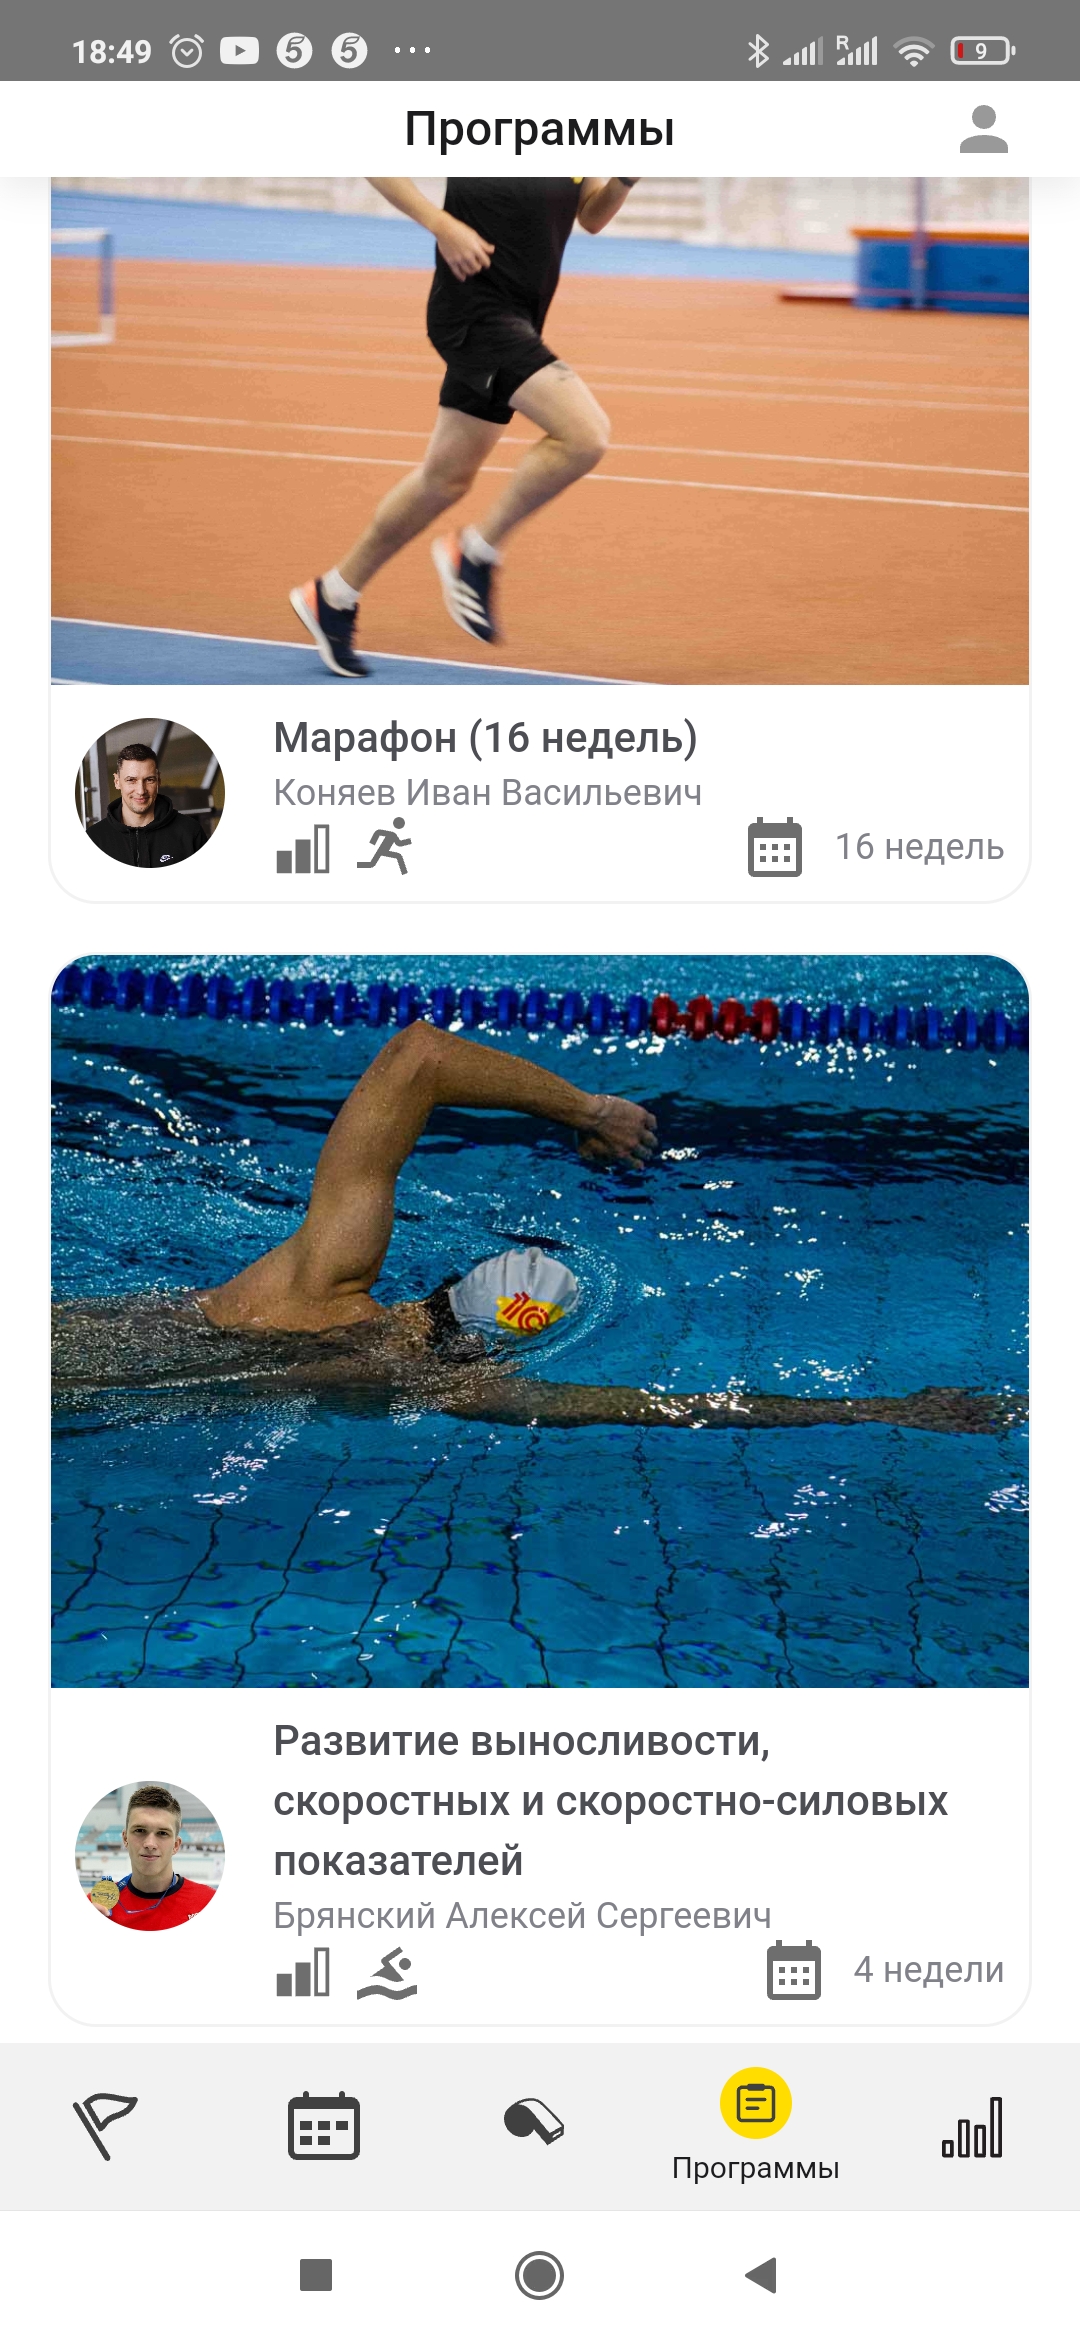 18:49
R
9
Программы
Марафон (16 недель)
Коняев Иван Васильевич
16 недель
Развитие выносливости,
скоростных и скоростно-силовых
показателей
Брянский Алексей Сергеевич
4 недели
Программы